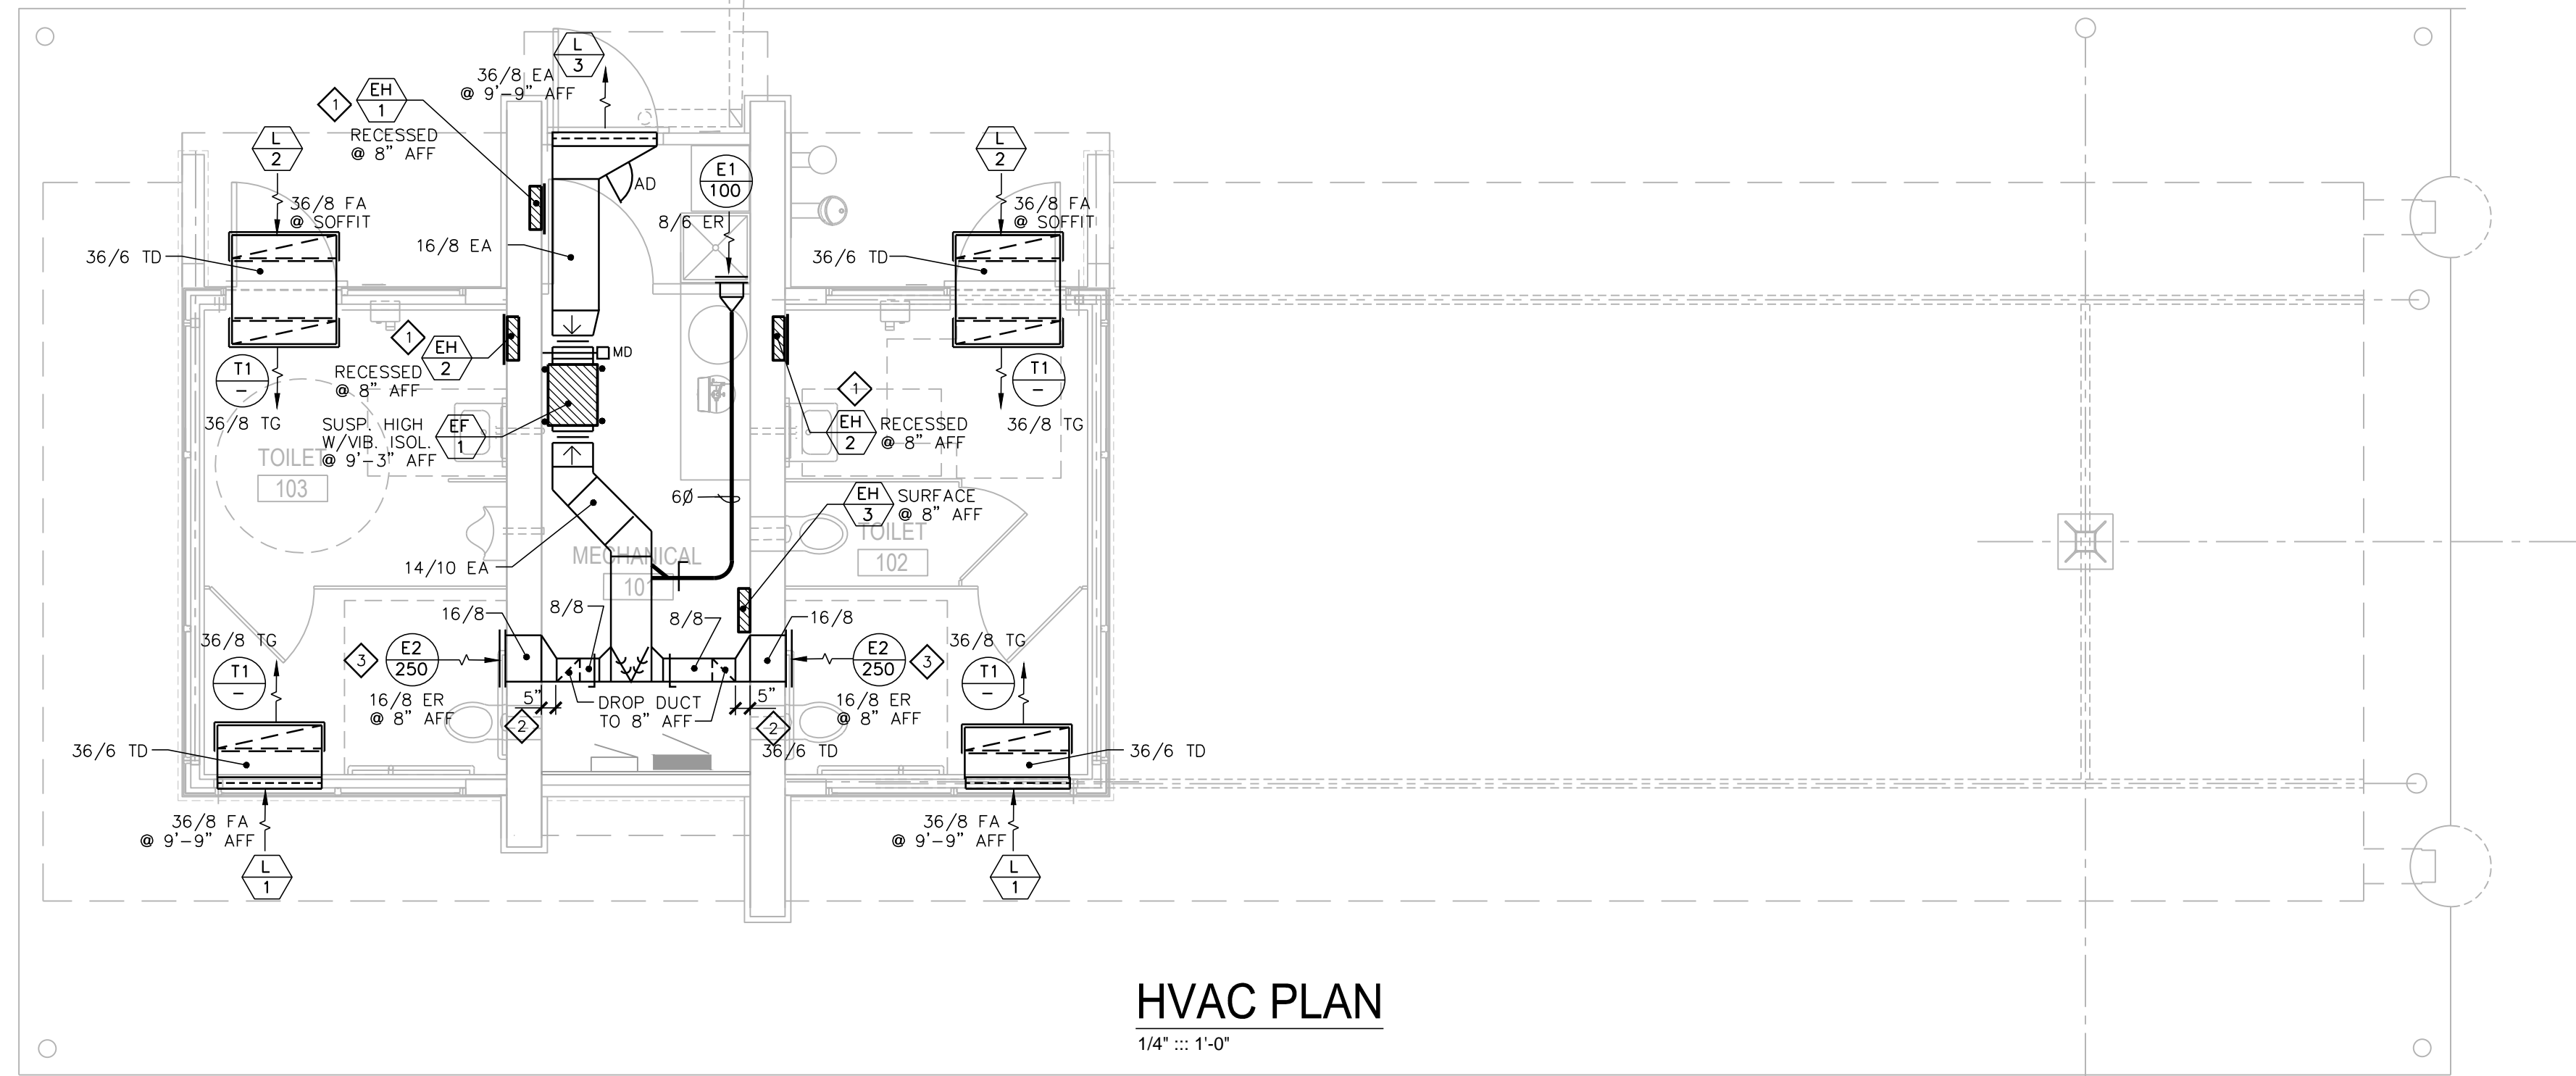 L
3
36/8 EA
@ 9'-9" AFF
1
EH
1
RECESSED
@ 8" AFF
L
2
36/8 FA
@ SOFFIT
36/6 TD
16/8 EA
AD
E1
100
8/6 ER
36/6 TD
L
2
36/8 FA
@ SOFFIT
1
EH
2
RECESSED
@ 8" AFF
MD
T1
–
36/8 TG
SUSP. HIGH
W/VIB. ISOL.
@ 9'-3" AFF
EF
1
TOILET
103
1
EH
2
RECESSED
@ 8" AFF
T1
–
36/8 TG
6Ø
EH
3
SURFACE
@ 8" AFF
TOILET
102
MECHANICAL
10
14/10 EA
16/8
8/8
8/8
16/8
36/8 TG
T1
–
3
E2
250
16/8 ER
@ 8" AFF
5"
2
DROP DUCT
TO 8" AFF
5"
2
36/6 TD
E2
250
3
16/8 ER
@ 8" AFF
36/8 TG
T1
–
36/6 TD
36/6 TD
36/8 FA
@ 9'-9" AFF
L
1
36/8 FA
@ 9'-9" AFF
L
1
HVAC PLAN
1/4" ::: 1'-0"